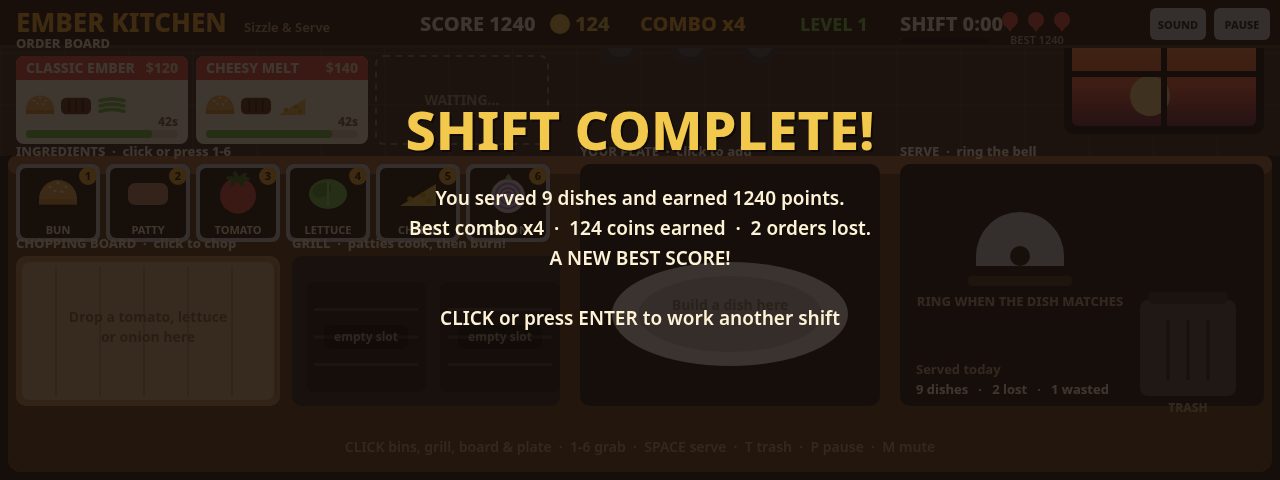 EMBER KITCHEN Sizzle & Serve SCORE 1240 124 COMBO x4 LEVEL 1 SHIFT 0:00 BEST 1240 SOUND PAUSE
ORDER BOARD
CLASSIC EMBER $120 CHEESY MELT $140
42s 42s
WAITING...
SHIFT COMPLETE!
INGREDIENTS · click or press 1-6 YOUR PLATE · click to add SERVE · ring the bell
1 2 3 4 5 6
BUN PATTY TOMATO LETTUCE
You served 9 dishes and earned 1240 points.
Best combo x4 · 124 coins earned · 2 orders lost.
A NEW BEST SCORE!
CHOPPING BOARD · click to chop GRILL · patties cook, then burn!
Drop a tomato, lettuce
or onion here
empty slot empty slot
Build a dish here
CLICK or press ENTER to work another shift
RING WHEN THE DISH MATCHES
Served today
9 dishes · 2 lost · 1 wasted
TRASH
CLICK bins, grill, board & plate · 1-6 grab · SPACE serve · T trash · P pause · M mute